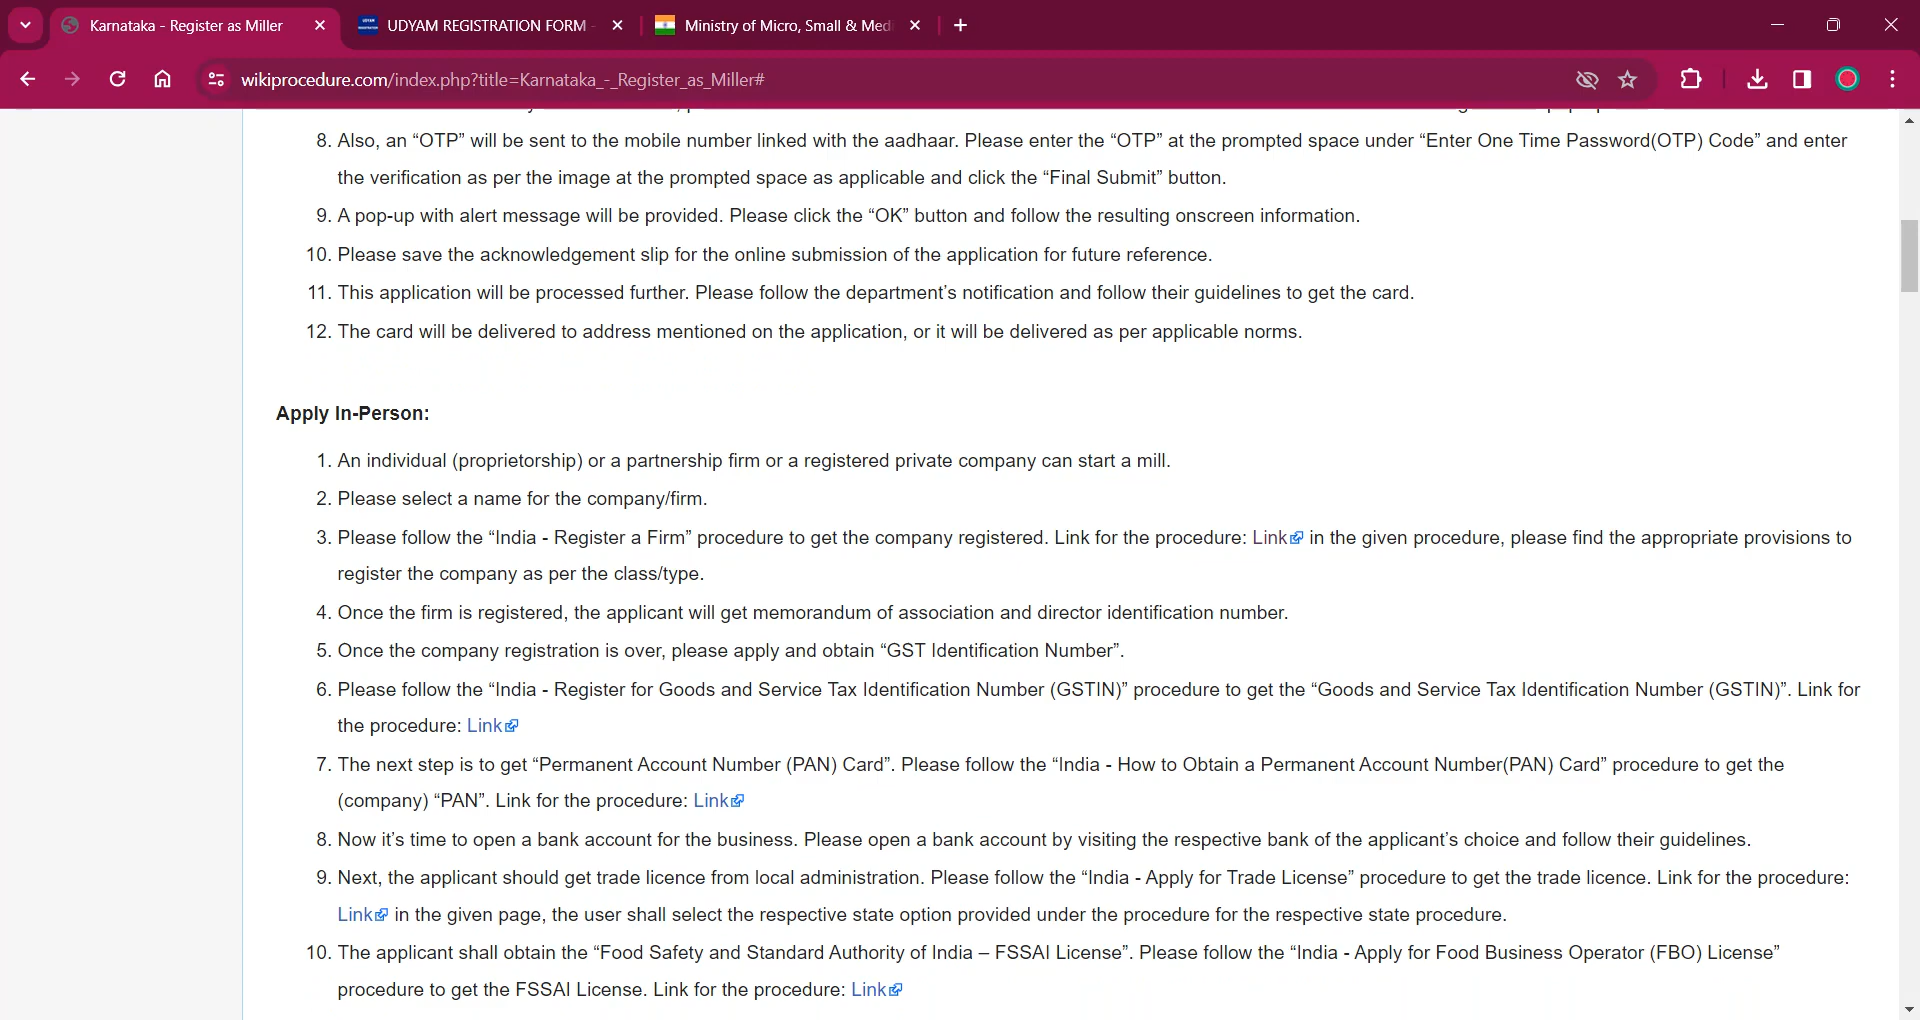 Karnataka - Register as Miller
UDYAM REGISTRATION FORM -
Ministry of Micro, Small & Med
wikiprocedure.com/index.php?title=Karnataka_-_Register_as_Miller#
8. Also, an “OTP” will be sent to the mobile number linked with the aadhaar. Please enter the “OTP” at the prompted space under “Enter One Time Password(OTP) Code” and enter
the verification as per the image at the prompted space as applicable and click the “Final Submit” button.
9. A pop-up with alert message will be provided. Please click the “OK” button and follow the resulting onscreen information.
10. Please save the acknowledgement slip for the online submission of the application for future reference.
11. This application will be processed further. Please follow the department’s notification and follow their guidelines to get the card.
12. The card will be delivered to address mentioned on the application, or it will be delivered as per applicable norms.
Apply In-Person:
1. An individual (proprietorship) or a partnership firm or a registered private company can start a mill.
2. Please select a name for the company/firm.
3. Please follow the “India - Register a Firm” procedure to get the company registered. Link for the procedure: Link in the given procedure, please find the appropriate provisions to
register the company as per the class/type.
4. Once the firm is registered, the applicant will get memorandum of association and director identification number.
5. Once the company registration is over, please apply and obtain “GST Identification Number”.
6. Please follow the “India - Register for Goods and Service Tax Identification Number (GSTIN)” procedure to get the “Goods and Service Tax Identification Number (GSTIN)”. Link for
the procedure: Link
7. The next step is to get “Permanent Account Number (PAN) Card”. Please follow the “India - How to Obtain a Permanent Account Number(PAN) Card” procedure to get the
(company) “PAN”. Link for the procedure: Link
8. Now it’s time to open a bank account for the business. Please open a bank account by visiting the respective bank of the applicant’s choice and follow their guidelines.
9. Next, the applicant should get trade licence from local administration. Please follow the “India - Apply for Trade License” procedure to get the trade licence. Link for the procedure:
Link in the given page, the user shall select the respective state option provided under the procedure for the respective state procedure.
10. The applicant shall obtain the “Food Safety and Standard Authority of India – FSSAI License”. Please follow the “India - Apply for Food Business Operator (FBO) License”
procedure to get the FSSAI License. Link for the procedure: Link